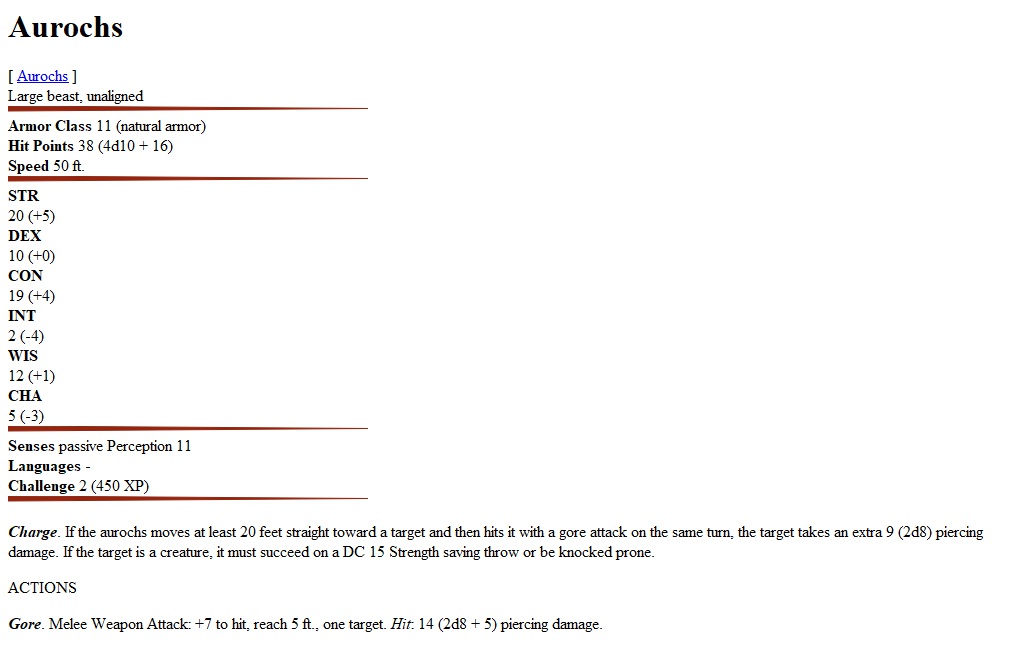 Aurochs
[ Aurochs ]
Large beast, unaligned
Armor Class 11 (natural armor)
Hit Points 38 (4d10 + 16)
Speed 50 ft.
STR
20 (+5)
DEX
10 (+0)
CON
19 (+4)
INT
2 (-4)
WIS
12 (+1)
CHA
5 (-3)
Senses passive Perception 11
Languages -
Challenge 2 (450 XP)
Charge. If the aurochs moves at least 20 feet straight toward a target and then hits it with a gore attack on the same turn, the target takes an extra 9 (2d8) piercing
damage. If the target is a creature, it must succeed on a DC 15 Strength saving throw or be knocked prone.
ACTIONS
Gore. Melee Weapon Attack: +7 to hit, reach 5 ft., one target. Hit: 14 (2d8 + 5) piercing damage.